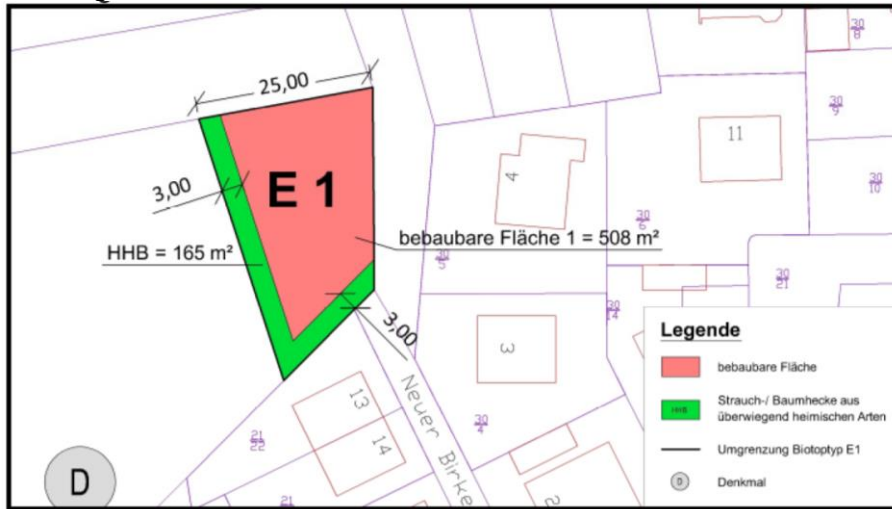 30
8
25,00
30
9
11
3,00
E 1
4
30
10
30
6
HHB = 165 m²
bebaubare Fläche 1 = 508 m²
30
5
30
21
30
14
3,00
Legende
bebaubare Fläche
3
HHB
Strauch-/ Baumhecke aus
überwiegend heimischen Arten
13
14
Neuer Birke
30
4
21
22
Umgrenzung Biotoptyp E1
D
D
Denkmal
2
21